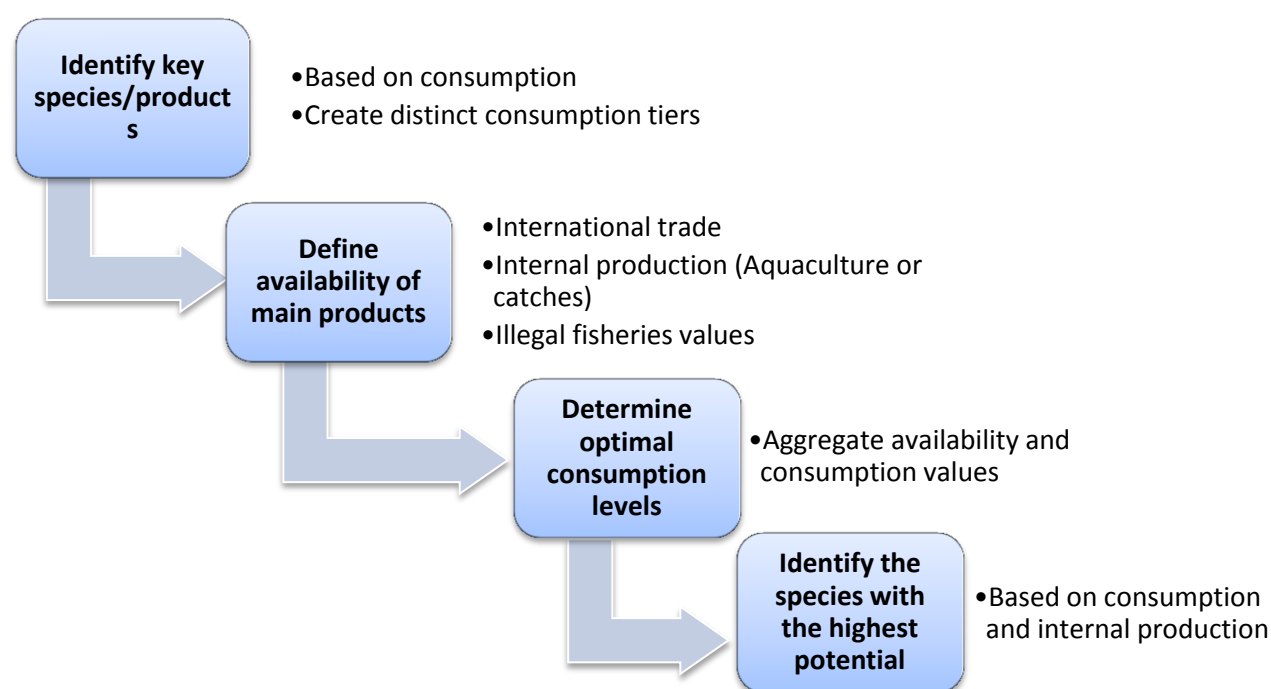 Identify key
species/product
s
•Based on consumption
•Create distinct consumption tiers
Define
availability of
main products
•International trade
•Internal production (Aquaculture or
catches)
•Illegal fisheries values
Determine
optimal
consumption
levels
•Aggregate availability and
consumption values
Identify the
species with
the highest
potential
•Based on consumption
and internal production